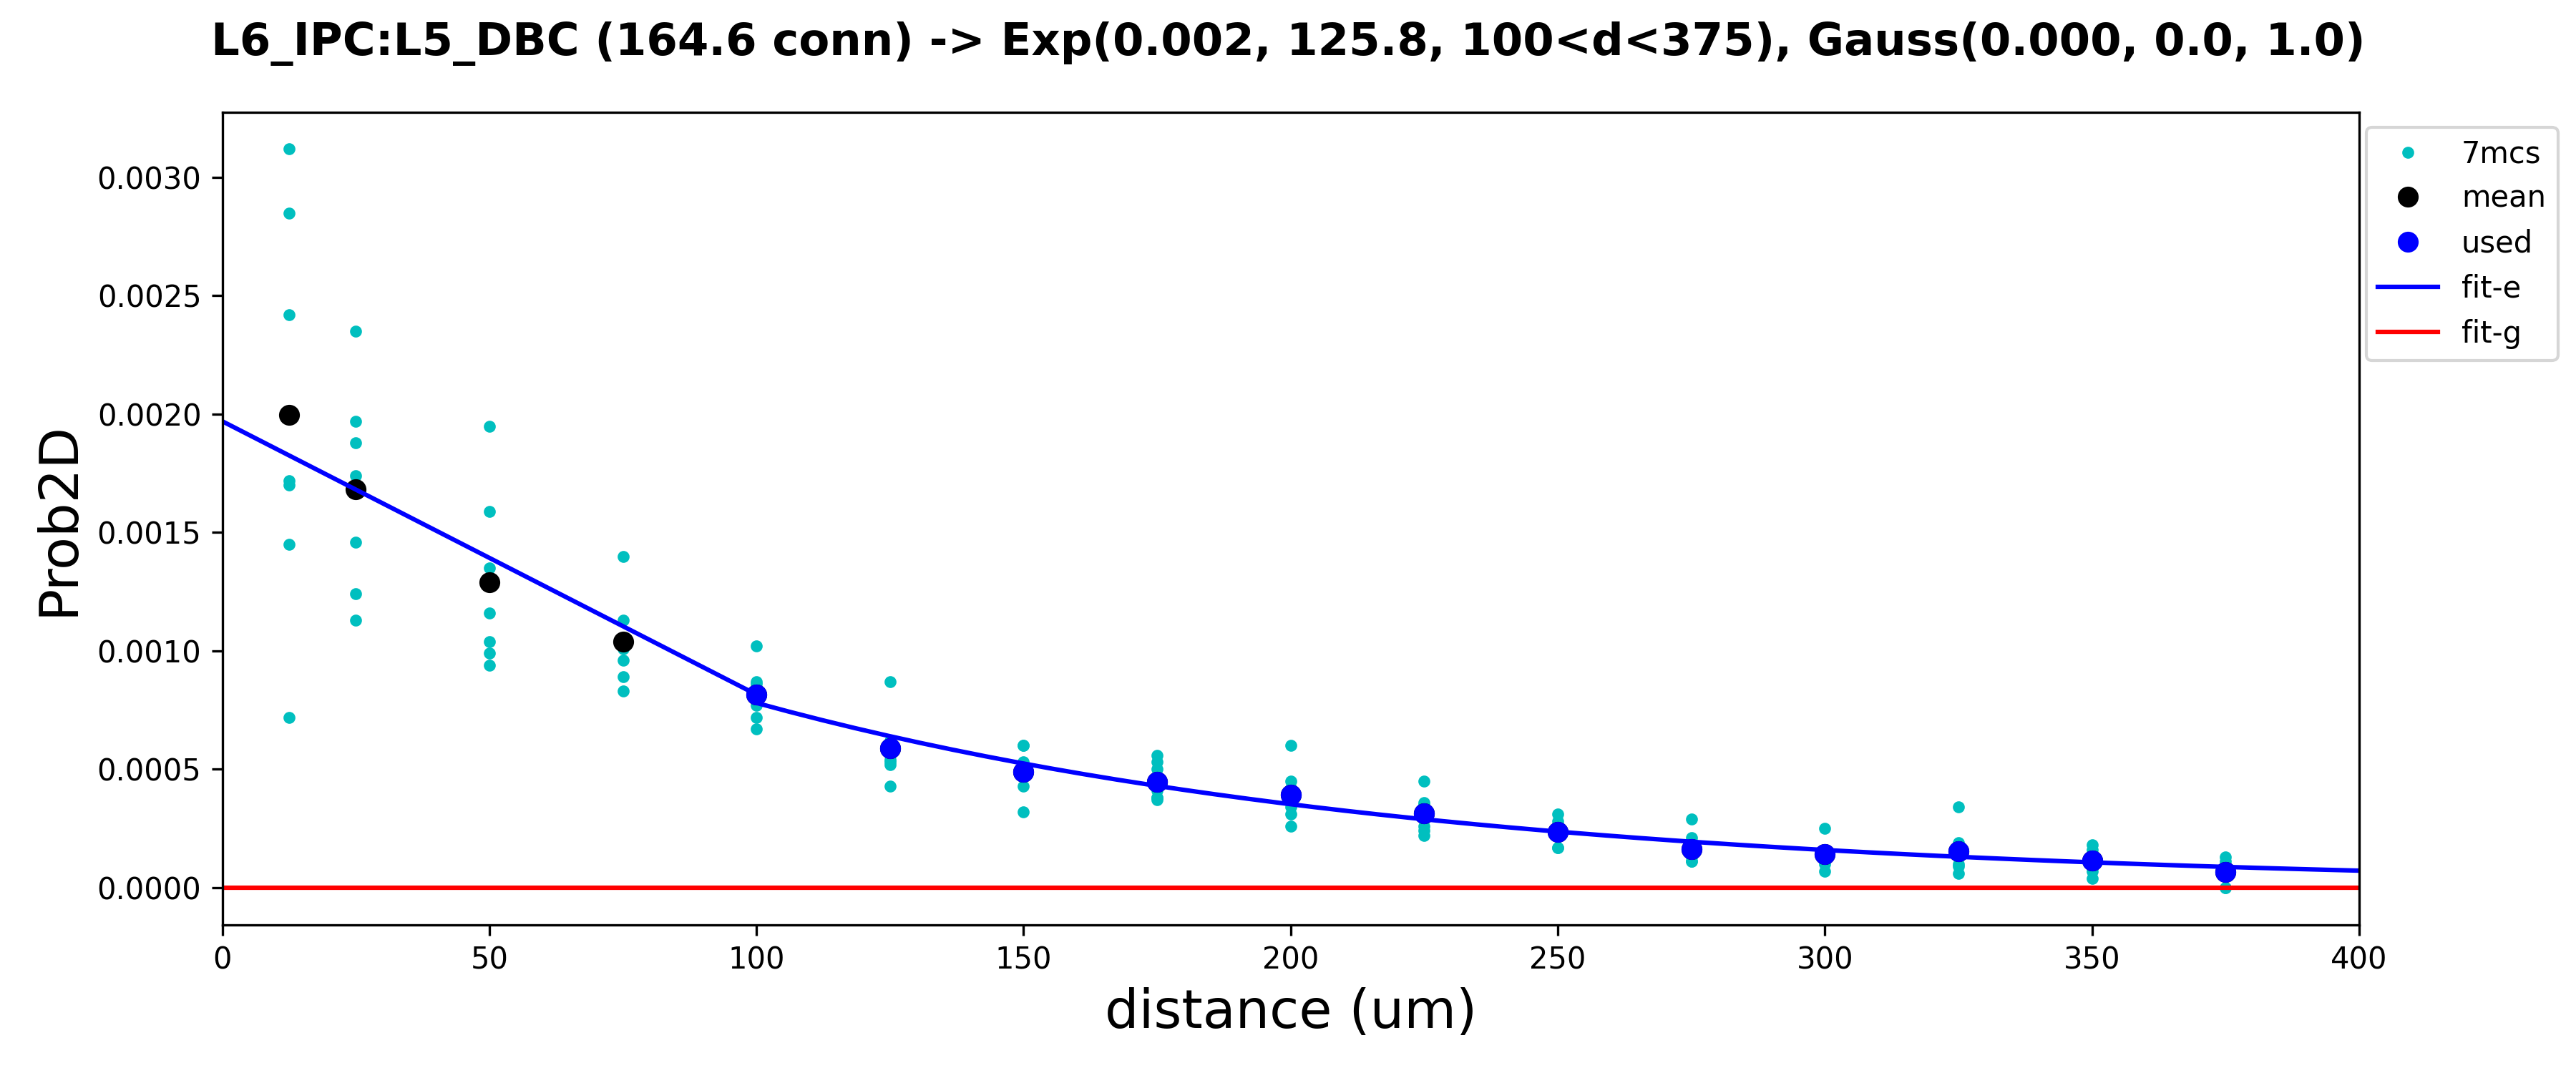 L6_IPC:L5_DBC (164.6 conn) -> Exp(0.002, 125.8, 100<d<375), Gauss(0.000, 0.0, 1.0)
7mcs
mean
used
fit-e
fit-g
Prob2D
0.0030
0.0025
0.0020
0.0015
0.0010
0.0005
0.0000
0 50 100 150 200 250 300 350 400
distance (um)